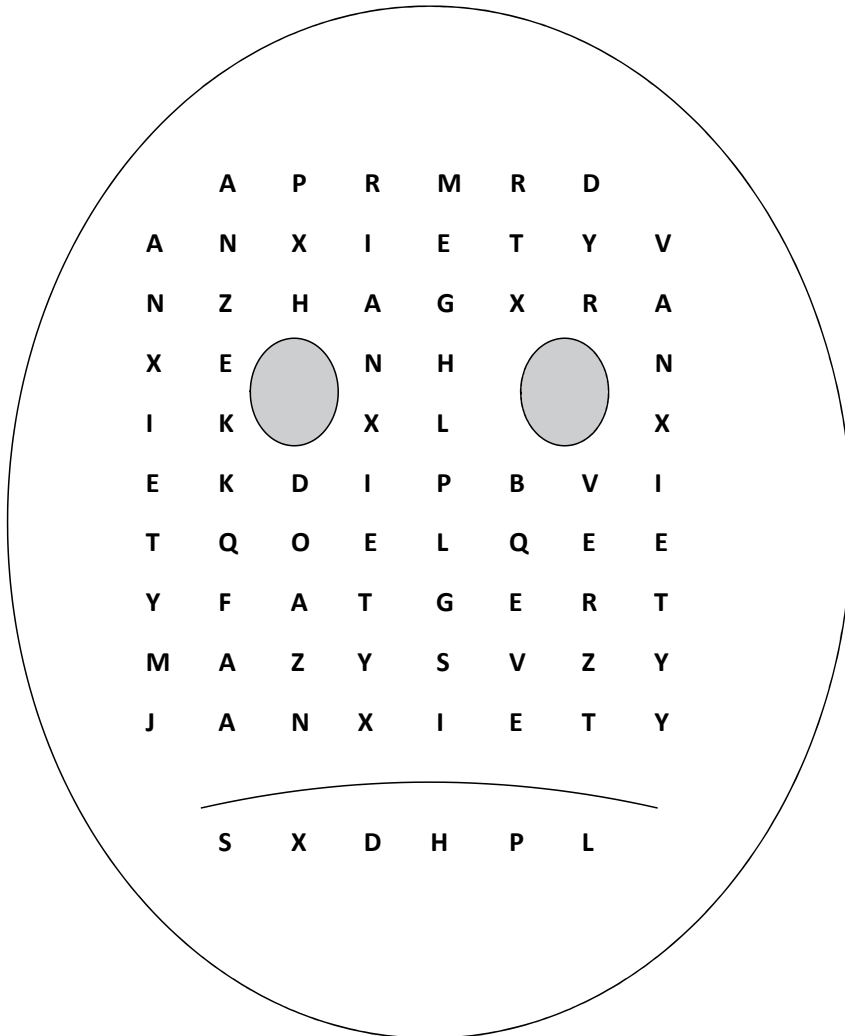 A P R M R D
A N X I E T Y V
N Z H A G X R A
X E N H N
I K X L X
E K D I P B V I
T Q O E L Q E E
Y F A T G E R T
M A Z Y S V Z Y
J A N X I E T Y
S X D H P L